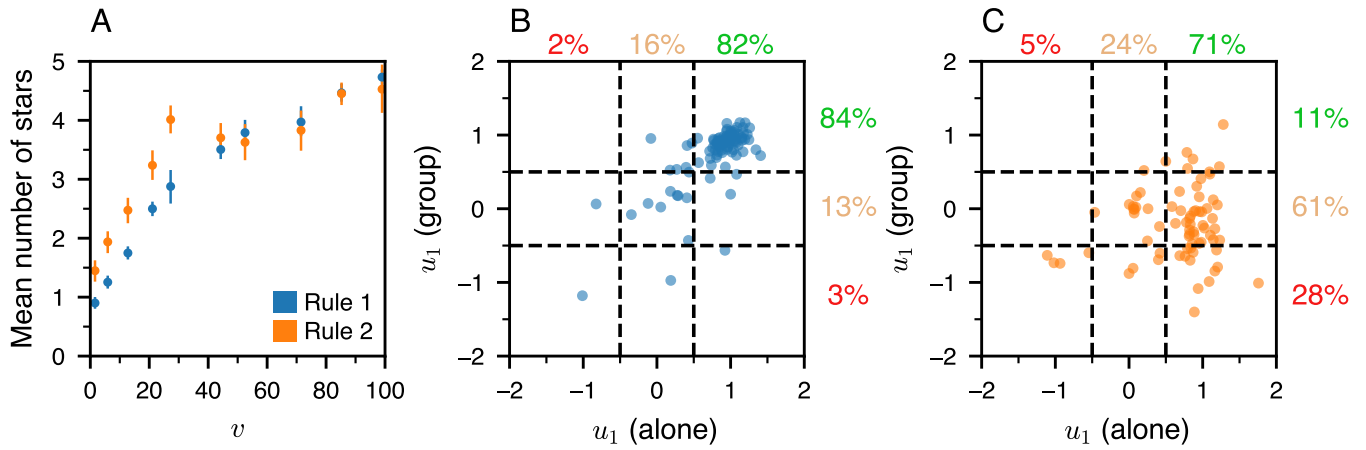 A
Mean number of stars
5
4
3
2
1
0
0 20 40 60 80 100
v
Rule 1
Rule 2
B
2% 16% 82%
u1 (group)
2
1
0
−1
−2
−2 −1 0 1 2
u1 (alone)
84%
13%
3%
C
5% 24% 71%
u1 (group)
2
1
0
−1
−2
−2 −1 0 1 2
u1 (alone)
11%
61%
28%